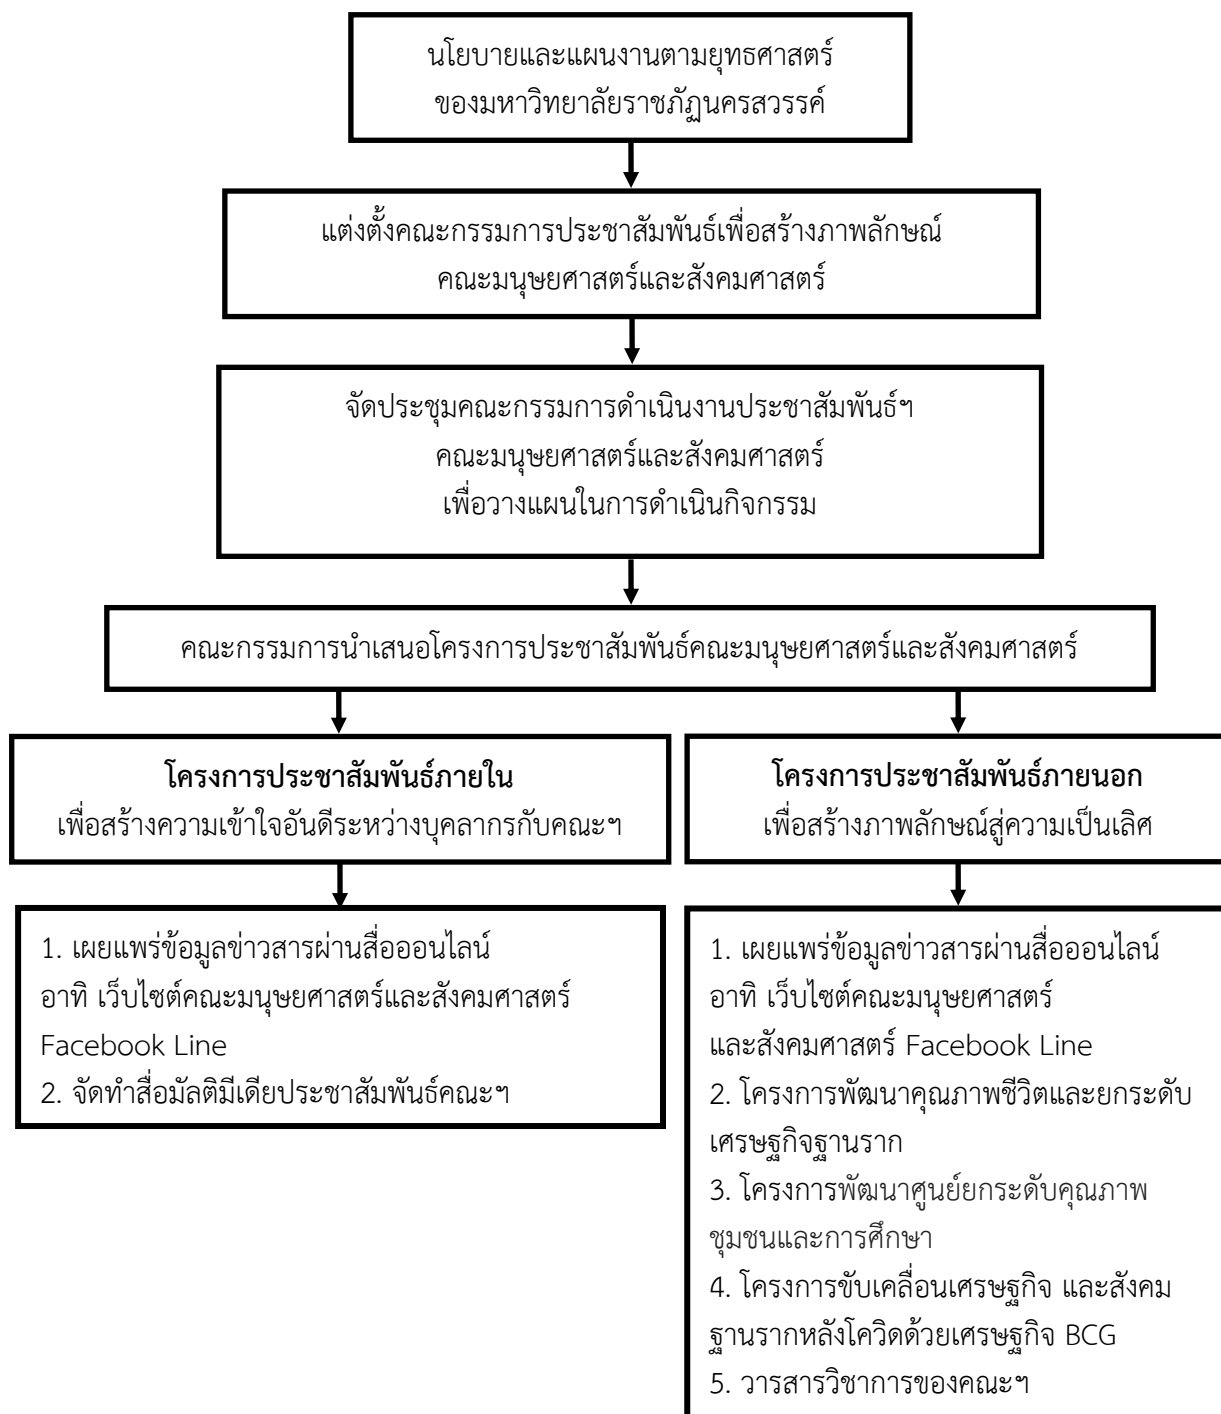 นโยบายและแผนงานตามยุทธศาสตร์
ของมหาวิทยาลัยราชภัฏนครสวรรค์
แต่งตั้งคณะกรรมการประชาสัมพันธ์เพื่อสร้างภาพลักษณ์
คณะมนุษยศาสตร์และสังคมศาสตร์
จัดประชุมคณะกรรมการดำเนินงานประชาสัมพันธ์ฯ
คณะมนุษยศาสตร์และสังคมศาสตร์
เพื่อวางแผนในการดำเนินกิจกรรม
คณะกรรมการนำเสนอโครงการประชาสัมพันธ์คณะมนุษยศาสตร์และสังคมศาสตร์
โครงการประชาสัมพันธ์ภายใน
เพื่อสร้างความเข้าใจอันดีระหว่างบุคลากรกับคณะฯ
1. เผยแพร่ข้อมูลข่าวสารผ่านสื่อออนไลน์
อาทิ เว็บไซต์คณะมนุษยศาสตร์และสังคมศาสตร์
Facebook Line
2. จัดทำสื่อมัลติมีเดียประชาสัมพันธ์คณะฯ
โครงการประชาสัมพันธ์ภายนอก
เพื่อสร้างภาพลักษณ์สู่ความเป็นเลิศ
1. เผยแพร่ข้อมูลข่าวสารผ่านสื่อออนไลน์
อาทิ เว็บไซต์คณะมนุษยศาสตร์
และสังคมศาสตร์ Facebook Line
2. โครงการพัฒนาคุณภาพชีวิตและยกระดับ
เศรษฐกิจฐานราก
3. โครงการพัฒนาศูนย์ยกระดับคุณภาพ
ชุมชนและการศึกษา
4. โครงการขับเคลื่อนเศรษฐกิจ และสังคม
ฐานรากหลังโควิดด้วยเศรษฐกิจ BCG
5. วารสารวิชาการของคณะฯ